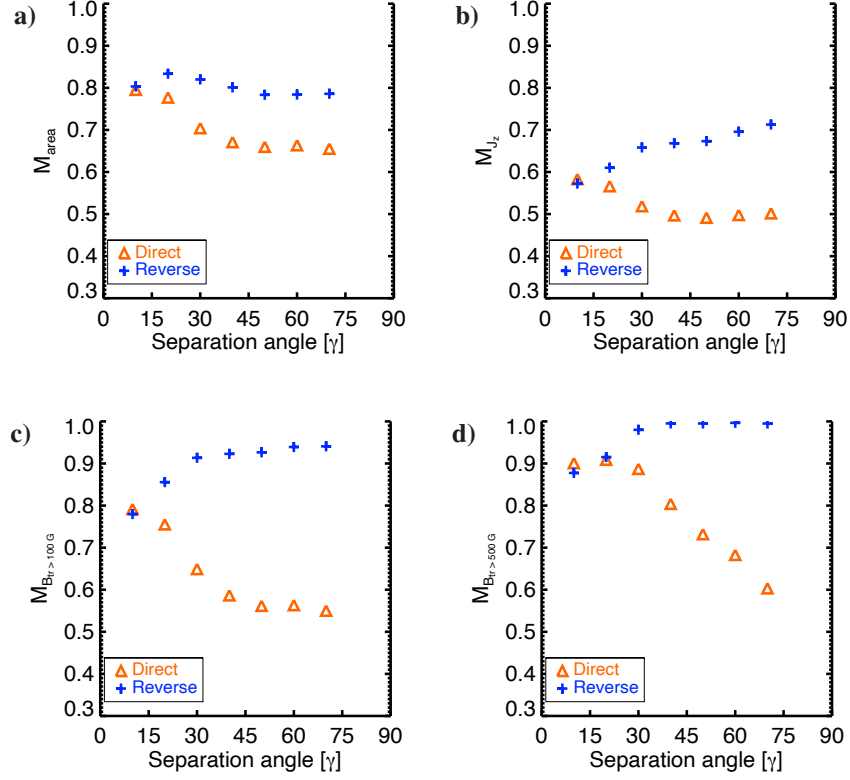 a)
1.0
0.9
0.8
0.7
0.6
0.5
0.4
0.3
M_area
Direct
Reverse
0 15 30 45 60 75 90
Separation angle [γ]
b)
1.0
0.9
0.8
0.7
0.6
0.5
0.4
0.3
M_Jz
Direct
Reverse
0 15 30 45 60 75 90
Separation angle [γ]
c)
1.0
0.9
0.8
0.7
0.6
0.5
0.4
0.3
M_Btr > 100 G
Direct
Reverse
0 15 30 45 60 75 90
Separation angle [γ]
d)
1.0
0.9
0.8
0.7
0.6
0.5
0.4
0.3
M_Btr > 500 G
Direct
Reverse
0 15 30 45 60 75 90
Separation angle [γ]